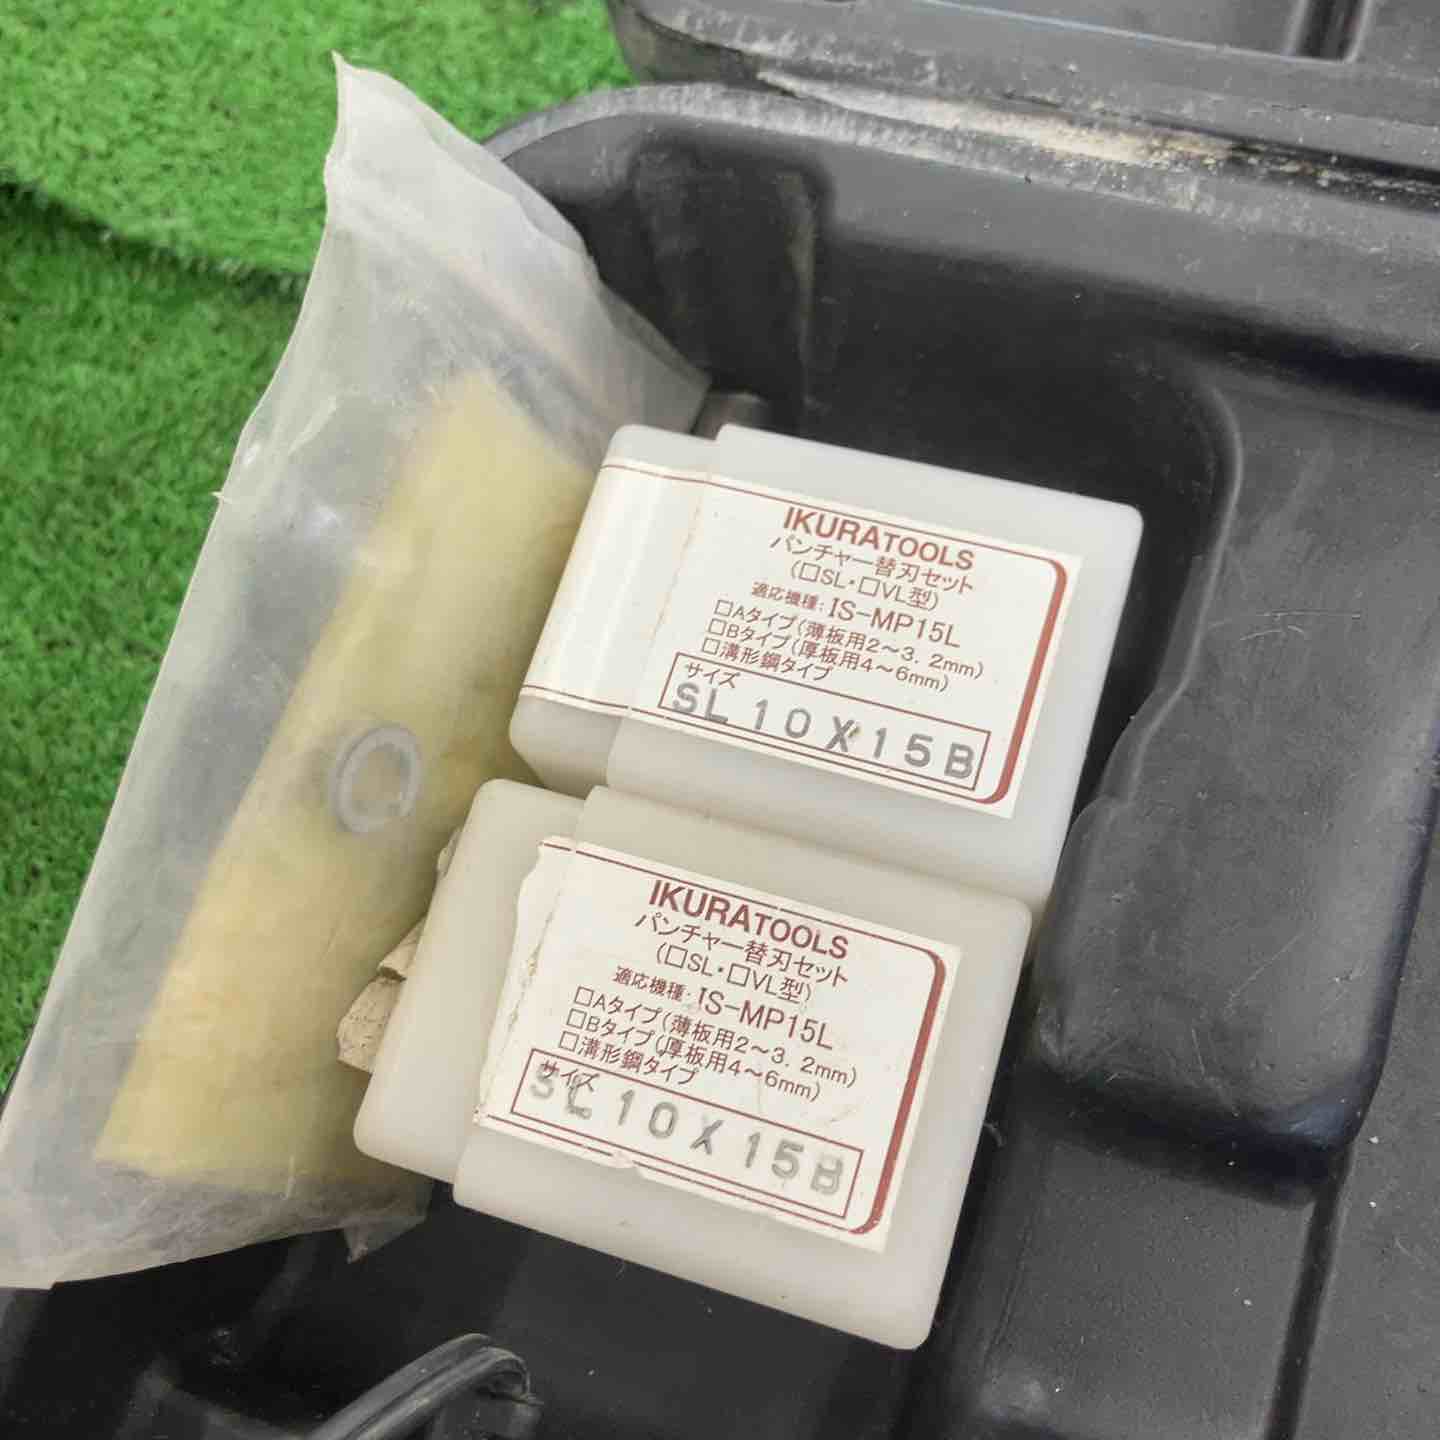 IKURATOOLS
パンチャー替刃セット
(□SL・□VL型)
適応機種：IS-MP15L
□Aタイプ(薄板用2～3.2mm)
□Bタイプ(厚板用4～6mm)
□溝形鋼タイプ
サイズ
SL10X15B
IKURATOOLS
パンチャー替刃セット
(□SL・□VL型)
適応機種：IS-MP15L
□Aタイプ(薄板用2～3.2mm)
□Bタイプ(厚板用4～6mm)
□溝形鋼タイプ
サイズ
SL10X15B